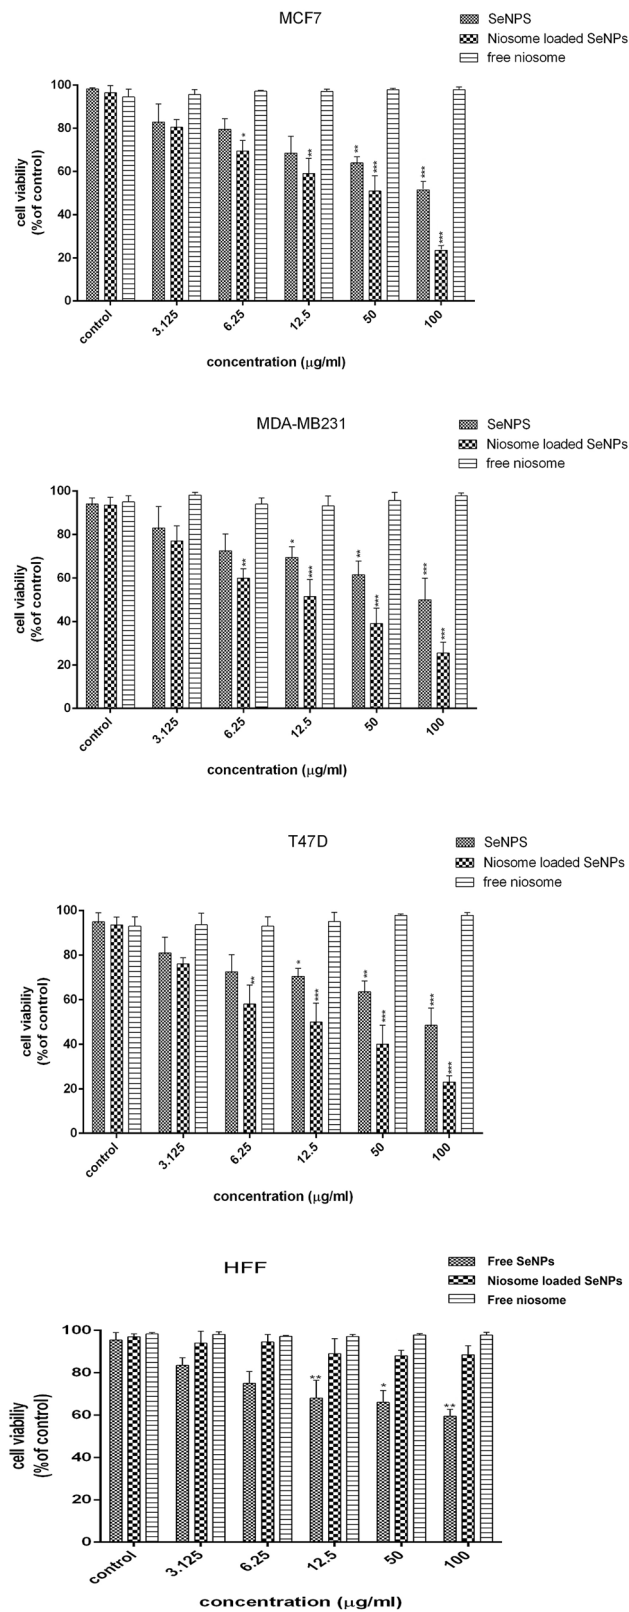 MCF7
SeNPS
Niosome loaded SeNPs
free niosome
cell viabiliy
(%of control)
100
80
60
40
20
0
*
**
**
***
***
***
control
3.125
6.25
12.5
50
100
concentration (μg/ml)
MDA-MB231
SeNPS
Niosome loaded SeNPs
free niosome
cell viabiliy
(%of control)
100
80
60
40
20
0
**
*
***
**
***
***
***
control
3.125
6.25
12.5
50
100
concentration (μg/ml)
T47D
SeNPS
Niosome loaded SeNPs
free niosome
cell viabiliy
(%of control)
100
80
60
40
20
0
**
*
***
**
***
***
***
control
3.125
6.25
12.5
50
100
concentration (μg/ml)
HFF
Free SeNPs
Niosome loaded SeNPs
Free niosome
cell viability
(%of control)
100
80
60
40
20
0
**
*
**
control
3.125
6.25
12.5
50
100
concentration (μg/ml)